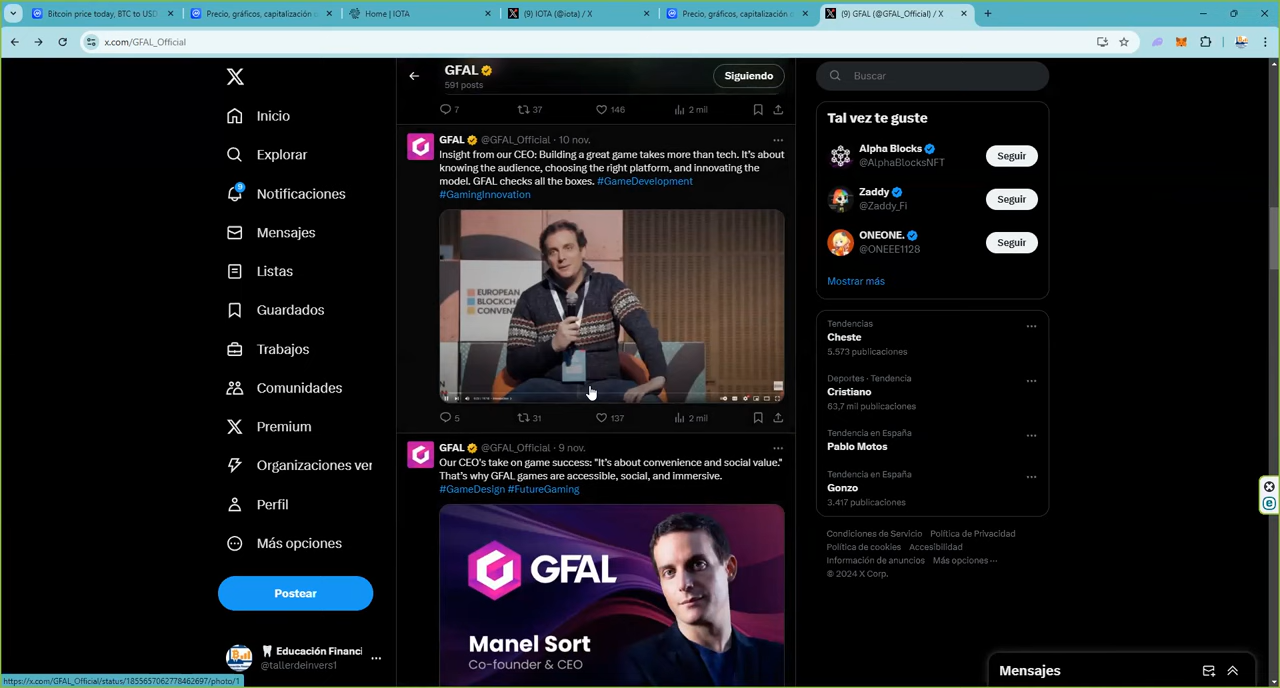 Bitcoin price today, BTC to USD
Precio, gráficos, capitalización
Home | IOTA
(9) IOTA (@iota) / X
Precio, gráficos, capitalización
(9) GFAL (@GFAL_Official) / X
x.com/GFAL_Official
Inicio
Explorar
9
Notificaciones
Mensajes
Listas
Guardados
Trabajos
Comunidades
Premium
Organizaciones ver
Perfil
Más opciones
Postear
Educación Financi
@tallerdeinvers1
https://x.com/GFAL_Official/status/1855657062778462697/photo/1
GFAL
591 posts
Siguiendo
7 37 146 2 mil
GFAL @GFAL_Official · 10 nov.
Insight from our CEO: Building a great game takes more than tech. It's about
knowing the audience, choosing the right platform, and innovating the
model. GFAL checks all the boxes. #GameDevelopment
#GamingInnovation
EUROPEAN
BLOCKCH
CONVEN
5 31 137 2 mil
GFAL @GFAL_Official · 9 nov.
Our CEO's take on game success: "It's about convenience and social value."
That's why GFAL games are accessible, social, and immersive.
#GameDesign #FutureGaming
GFAL
Manel Sort
Co-founder & CEO
Buscar
Tal vez te guste
Alpha Blocks
@AlphaBlocksNFT
Seguir
Zaddy
@Zaddy_Fi
Seguir
ONEONE.
@ONEEE1128
Seguir
Mostrar más
Tendencias
Cheste
5.573 publicaciones
Deportes · Tendencia
Cristiano
63,7 mil publicaciones
Tendencia en España
Pablo Motos
Tendencia en España
Gonzo
3.417 publicaciones
Condiciones de Servicio Política de Privacidad
Política de cookies Accesibilidad
Información de anuncios Más opciones
© 2024 X Corp.
Mensajes